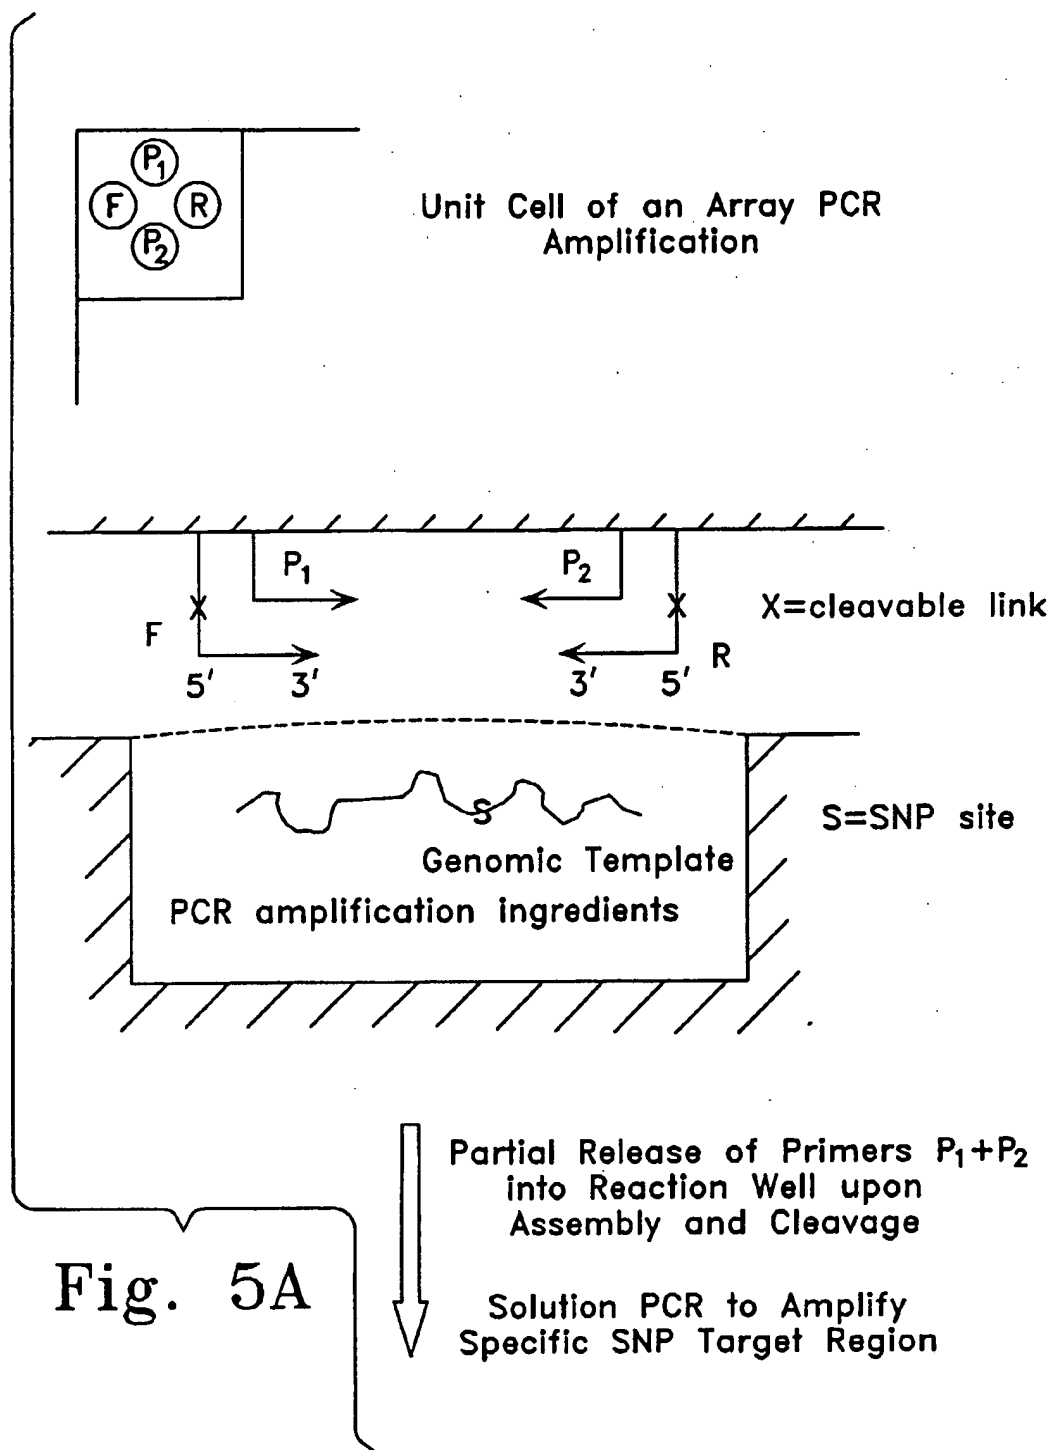 P₁
F R
P₂
Unit Cell of an Array PCR
Amplification
P₁ P₂
X X X=cleavable link
F R
5' 3' 3' 5'
S S=SNP site
Genomic Template
PCR amplification ingredients
Partial Release of Primers P₁+P₂
into Reaction Well upon
Assembly and Cleavage
Solution PCR to Amplify
Specific SNP Target Region
Fig. 5A